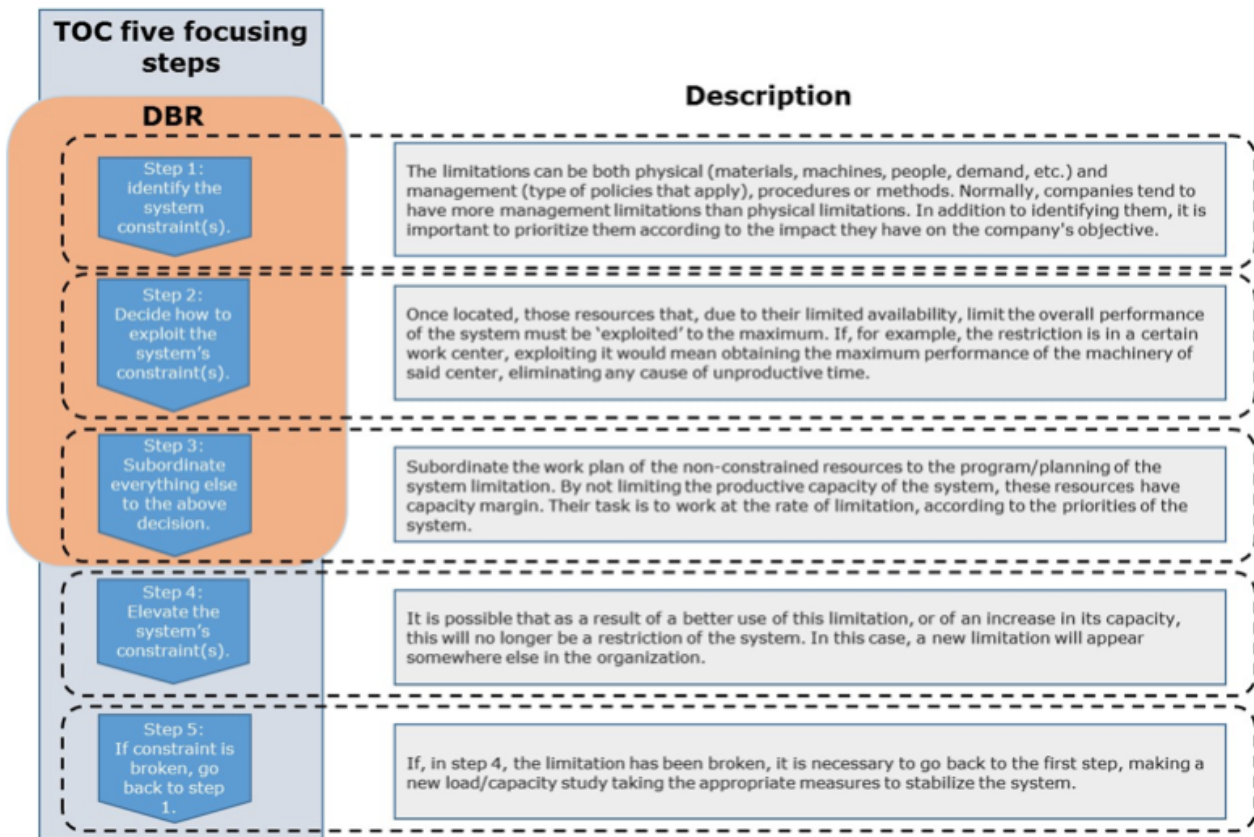 TOC five focusing
steps
Description
DBR
Step 1:
identify the
system
constraint(s).
The limitations can be both physical (materials, machines, people, demand, etc.) and
management (type of policies that apply), procedures or methods. Normally, companies tend to
have more management limitations than physical limitations. In addition to identifying them, it is
important to prioritize them according to the impact they have on the company's objective.
Step 2:
Decide how to
exploit the
system's
constraint(s).
Once located, those resources that, due to their limited availability, limit the overall performance
of the system must be ‘exploited’ to the maximum. If, for example, the restriction is in a certain
work center, exploiting it would mean obtaining the maximum performance of the machinery of
said center, eliminating any cause of unproductive time.
Step 3:
Subordinate
everything else
to the above
decision.
Subordinate the work plan of the non-constrained resources to the program/planning of the
system limitation. By not limiting the productive capacity of the system, these resources have
capacity margin. Their task is to work at the rate of limitation, according to the priorities of the
system.
Step 4:
Elevate the
system's
constraint(s).
It is possible that as a result of a better use of this limitation, or of an increase in its capacity,
this will no longer be a restriction of the system. In this case, a new limitation will appear
somewhere else in the organization.
Step 5:
If constraint is
broken, go
back to step
1.
If, in step 4, the limitation has been broken, it is necessary to go back to the first step, making a
new load/capacity study taking the appropriate measures to stabilize the system.